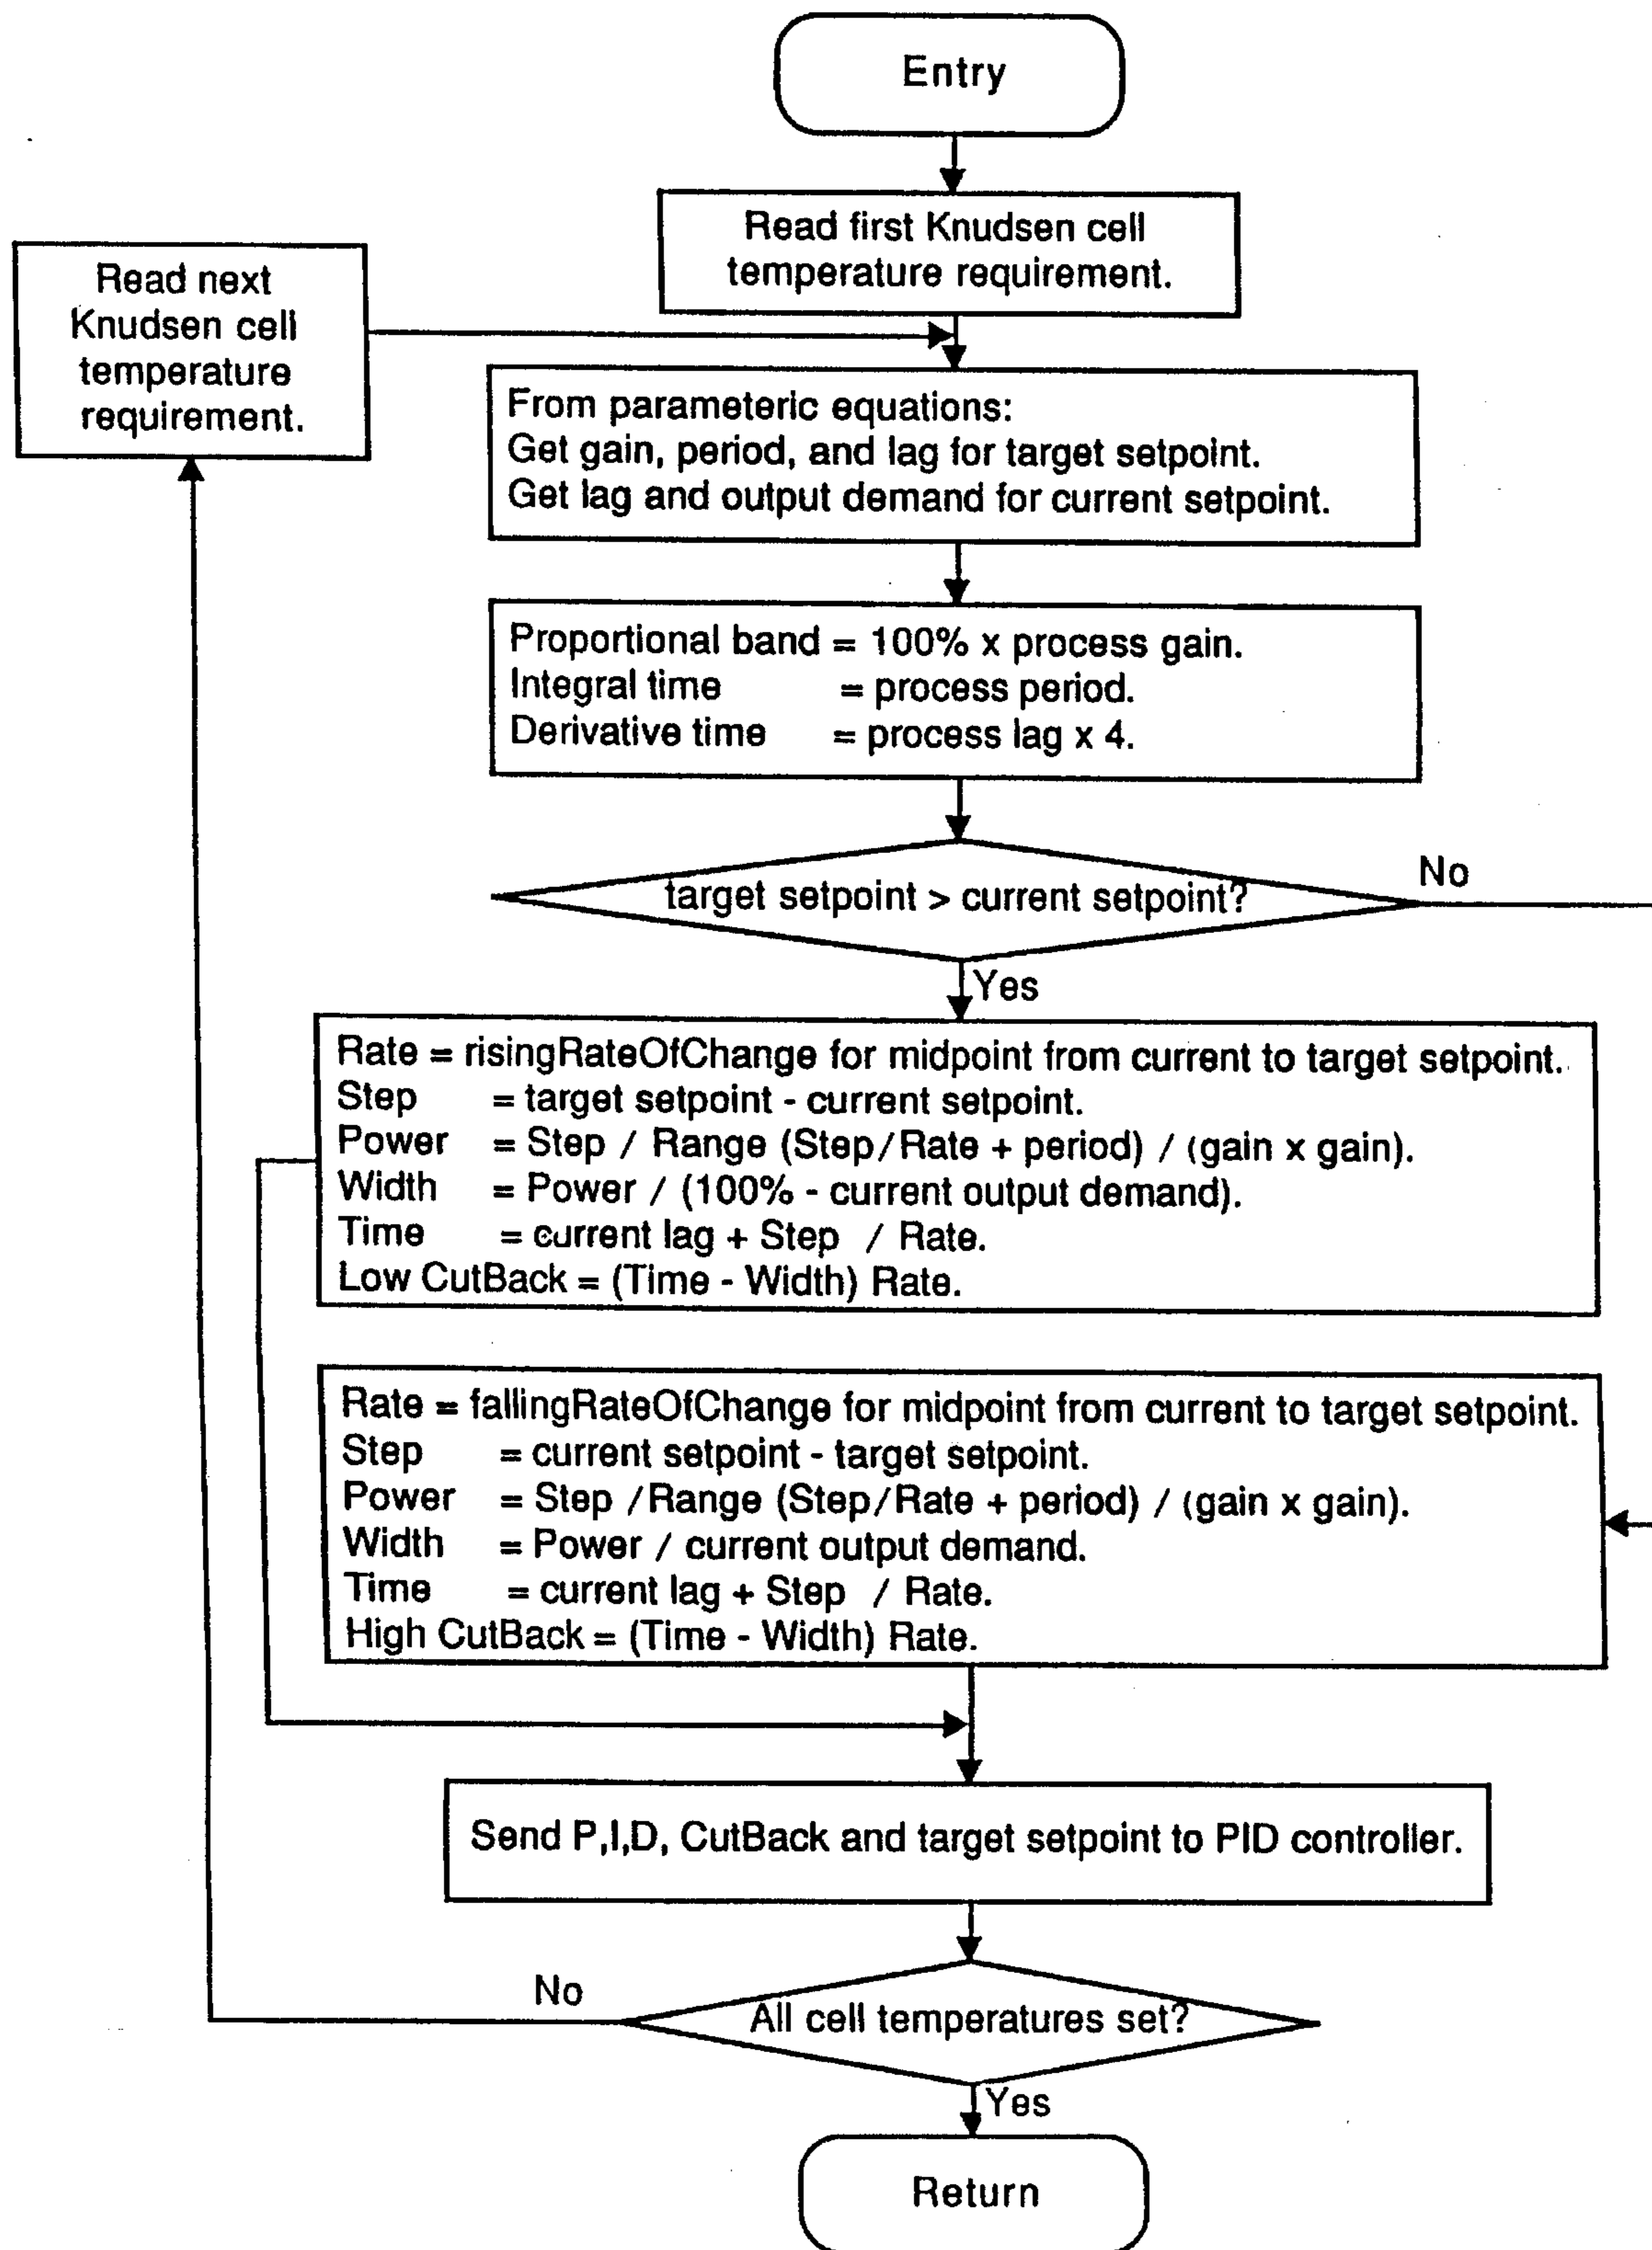 Entry
Read first Knudsen cell
temperature requirement.
Read next
Knudsen cell
temperature
requirement.
From parameteric equations:
Get gain, period, and lag for target setpoint.
Get lag and output demand for current setpoint.
Proportional band = 100% x process gain.
Integral time = process period.
Derivative time = process lag x 4.
target setpoint > current setpoint?
No
Yes
Rate = risingRateOfChange for midpoint from current to target setpoint.
Step = target setpoint - current setpoint.
Power = Step / Range (Step/Rate + period) / (gain x gain).
Width = Power / (100% - current output demand).
Time = current lag + Step / Rate.
Low CutBack = (Time - Width) Rate.
Rate = fallingRateOfChange for midpoint from current to target setpoint.
Step = current setpoint - target setpoint.
Power = Step /Range (Step/Rate + period) / (gain x gain).
Width = Power / current output demand.
Time = current lag + Step / Rate.
High CutBack = (Time - Width) Rate.
Send P,I,D, CutBack and target setpoint to PID controller.
No
All cell temperatures set?
Yes
Return